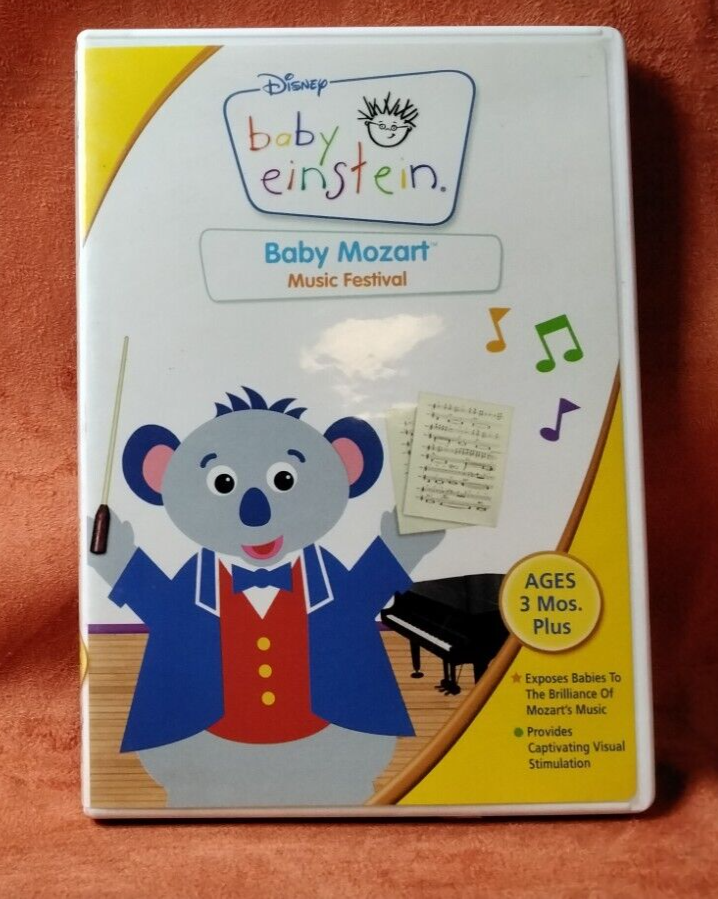 Disney
baby
einstein®
Baby Mozart™
Music Festival
AGES
3 Mos.
Plus
Exposes Babies To
The Brilliance Of
Mozart's Music
Provides
Captivating Visual
Stimulation